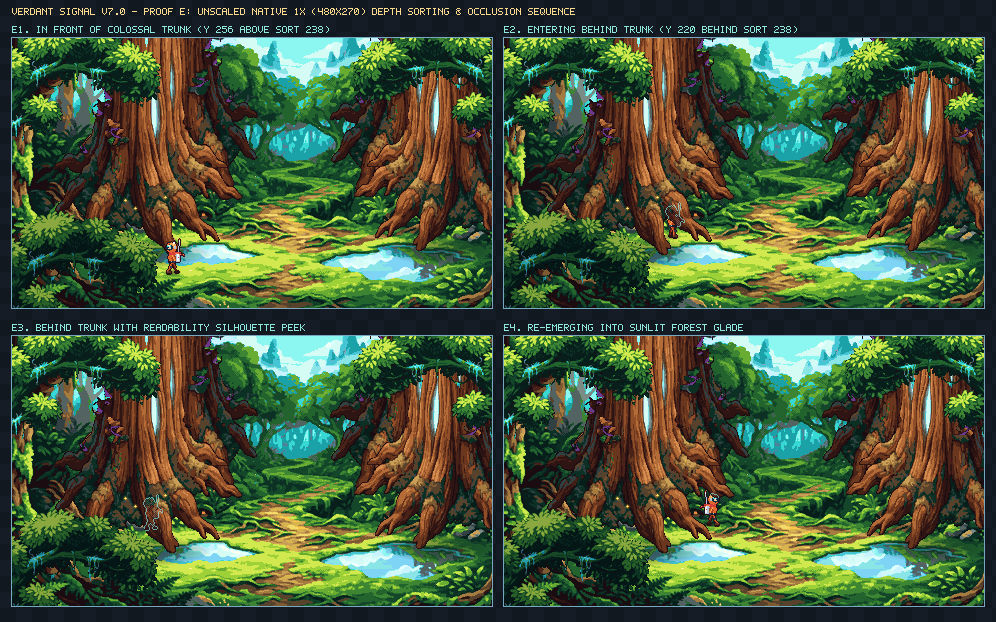 VERDANT SIGNAL V7.0 - PROOF E: UNSCALED NATIVE 1X (480X270) DEPTH SORTING & OCCLUSION SEQUENCE
E1. IN FRONT OF COLOSSAL TRUNK (Y 256 ABOVE SORT 238)
E2. ENTERING BEHIND TRUNK (Y 220 BEHIND SORT 238)
E3. BEHIND TRUNK WITH READABILITY SILHOUETTE PEEK
E4. RE-EMERGING INTO SUNLIT FOREST GLADE